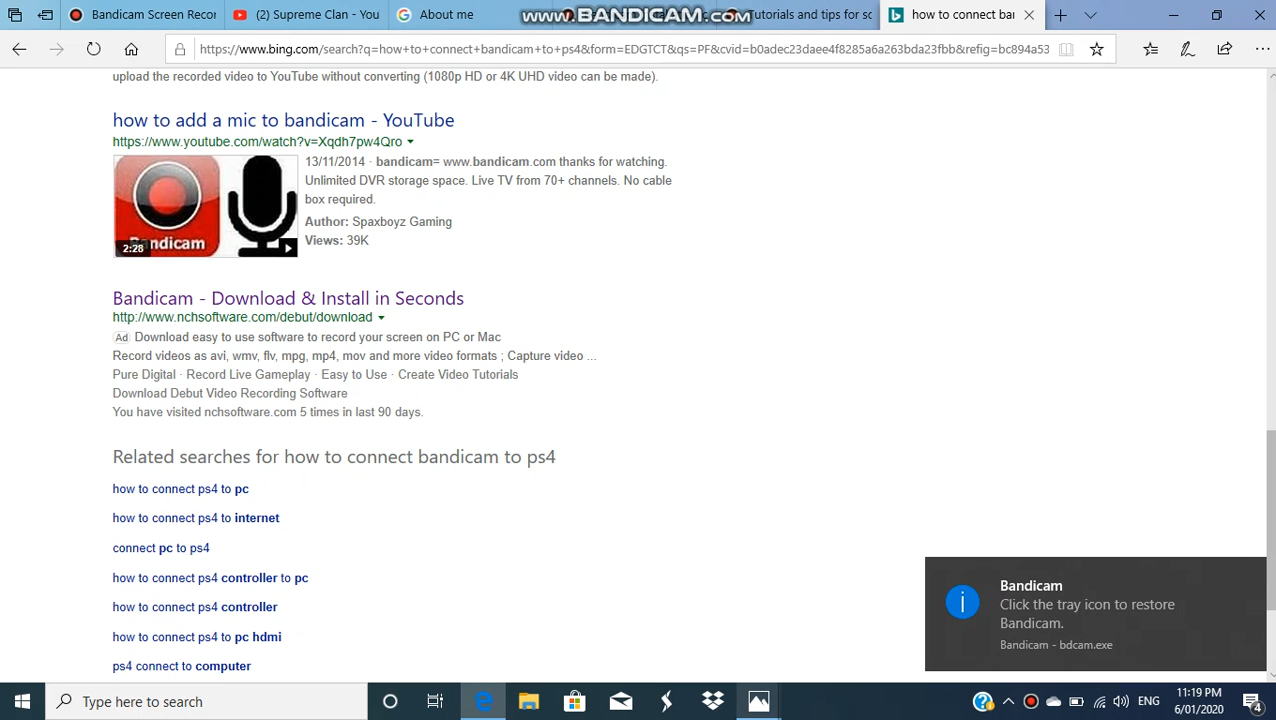 Bandicam Screen Recor
(2) Supreme Clan - You
About me
www.BANDICAM.com
Tutorials and tips for sc
how to connect ban
https://www.bing.com/search?q=how+to+connect+bandicam+to+ps4&form=EDGTCT&qs=PF&cvid=b0adec23daee4f8285a6a263bda23fbb&refig=bc894a53
upload the recorded video to YouTube without converting (1080p HD or 4K UHD video can be made).
how to add a mic to bandicam - YouTube
https://www.youtube.com/watch?v=Xqdh7pw4Qro
13/11/2014 · bandicam= www.bandicam.com thanks for watching.
Unlimited DVR storage space. Live TV from 70+ channels. No cable
box required.
Author: Spaxboyz Gaming
Views: 39K
Bandicam
2:28
Bandicam - Download & Install in Seconds
http://www.nchsoftware.com/debut/download
Ad Download easy to use software to record your screen on PC or Mac
Record videos as avi, wmv, flv, mpg, mp4, mov and more video formats ; Capture video ...
Pure Digital · Record Live Gameplay · Easy to Use · Create Video Tutorials
Download Debut Video Recording Software
You have visited nchsoftware.com 5 times in last 90 days.
Related searches for how to connect bandicam to ps4
how to connect ps4 to pc
how to connect ps4 to internet
connect pc to ps4
how to connect ps4 controller to pc
how to connect ps4 controller
how to connect ps4 to pc hdmi
ps4 connect to computer
Bandicam
Click the tray icon to restore
Bandicam.
Bandicam - bdcam.exe
Type here to search
ENG
11:19 PM
6/01/2020
4